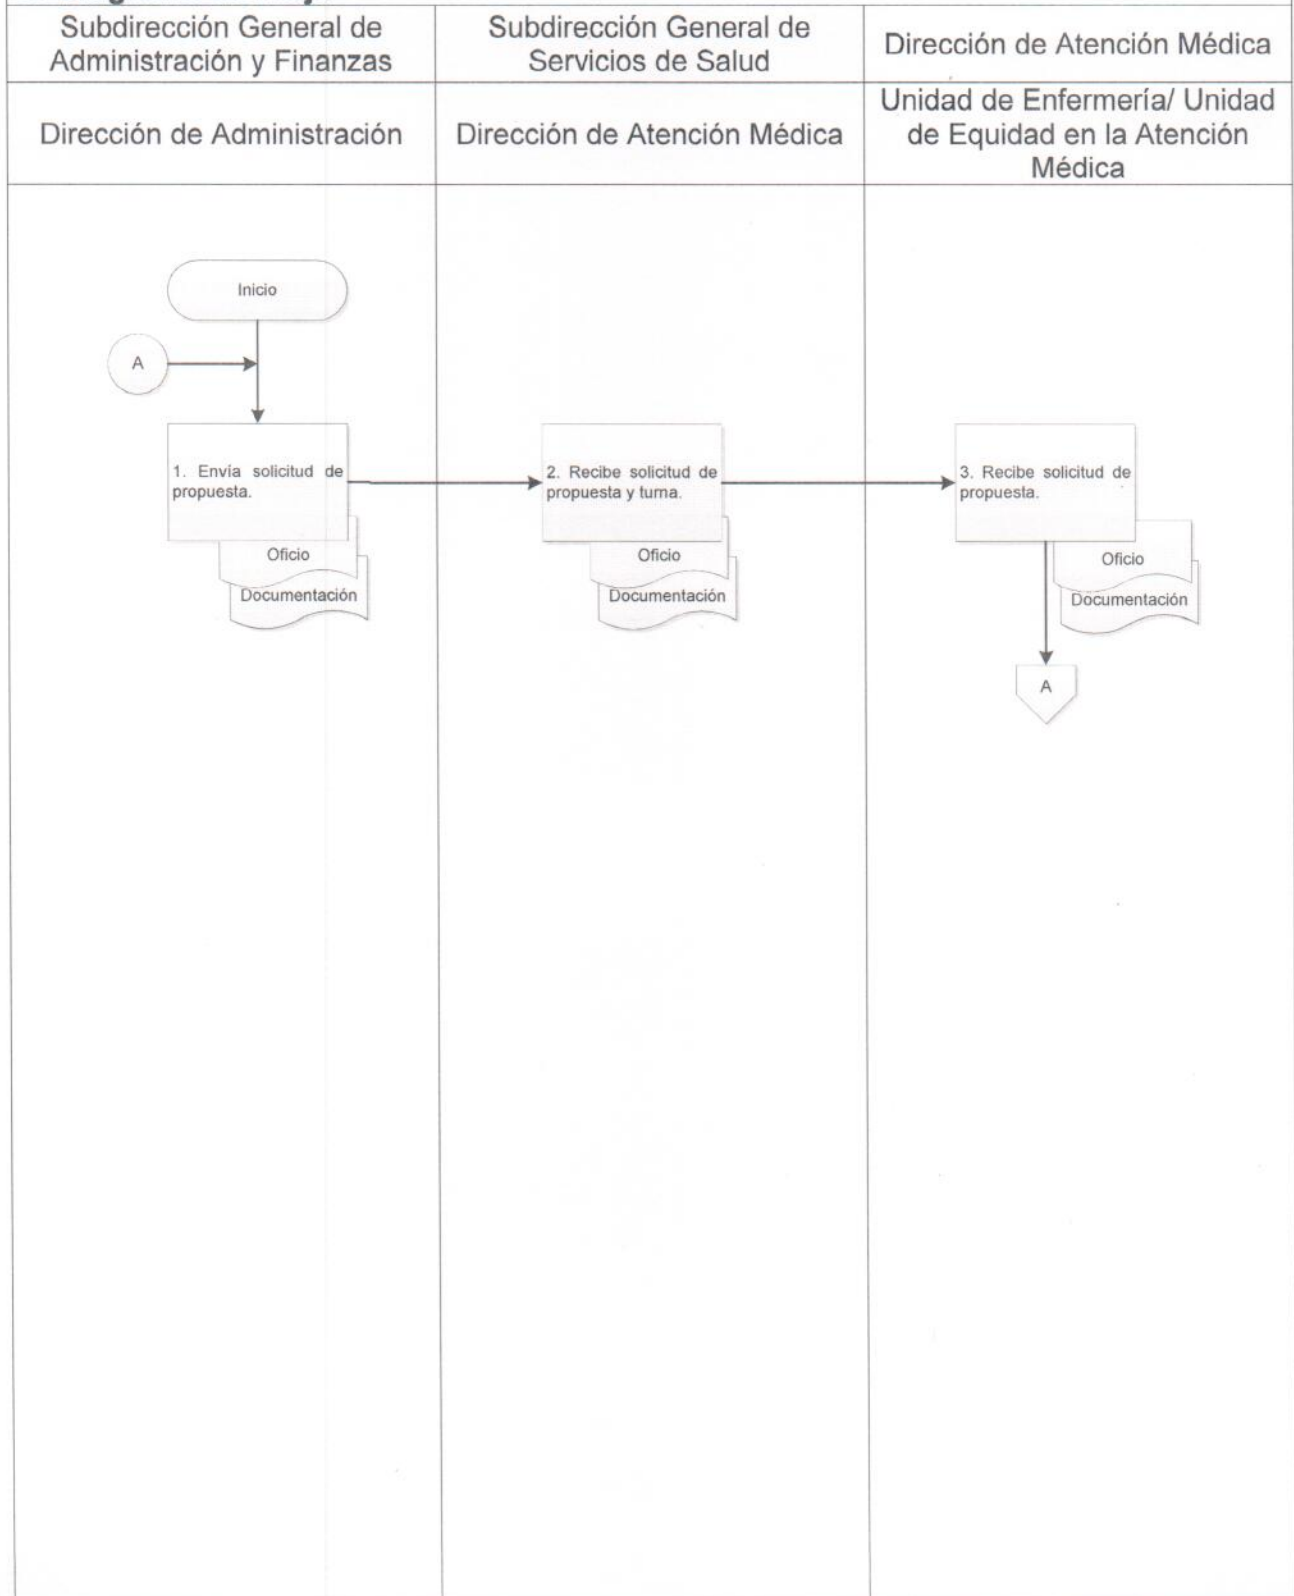 Subdirección General de
Administración y Finanzas
Subdirección General de
Servicios de Salud
Dirección de Atención Médica
Dirección de Administración
Dirección de Atención Médica
Unidad de Enfermería/ Unidad
de Equidad en la Atención
Médica
Inicio
A
1. Envía solicitud de
propuesta.
Oficio
Documentación
2. Recibe solicitud de
propuesta y turna.
Oficio
Documentación
3. Recibe solicitud de
propuesta.
Oficio
Documentación
A